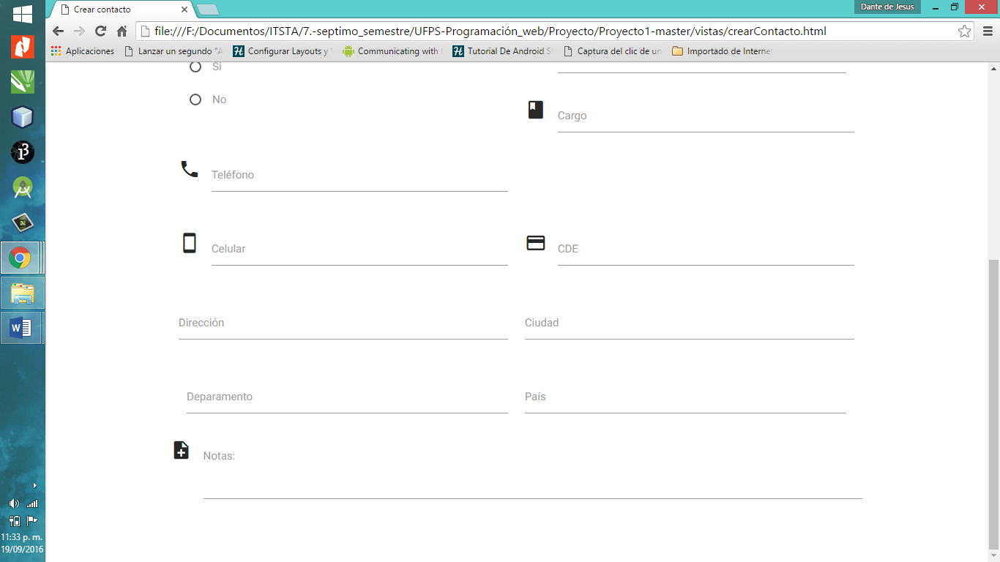 Crear contacto
Dante de Jesus
file:///F:/Documentos/ITSTA/7.-septimo_semestre/UFPS-Programación_web/Proyecto/Proyecto1-master/vistas/crearContacto.html
Aplicaciones
Lanzar un segundo "A
Configurar Layouts y V
Communicating with
Tutorial De Android S
Captura del clic de un
Importado de Internet
Si
No
Cargo
Teléfono
Celular
CDE
Dirección
Ciudad
Deparamento
País
Notas:
11:33 p. m.
19/09/2016